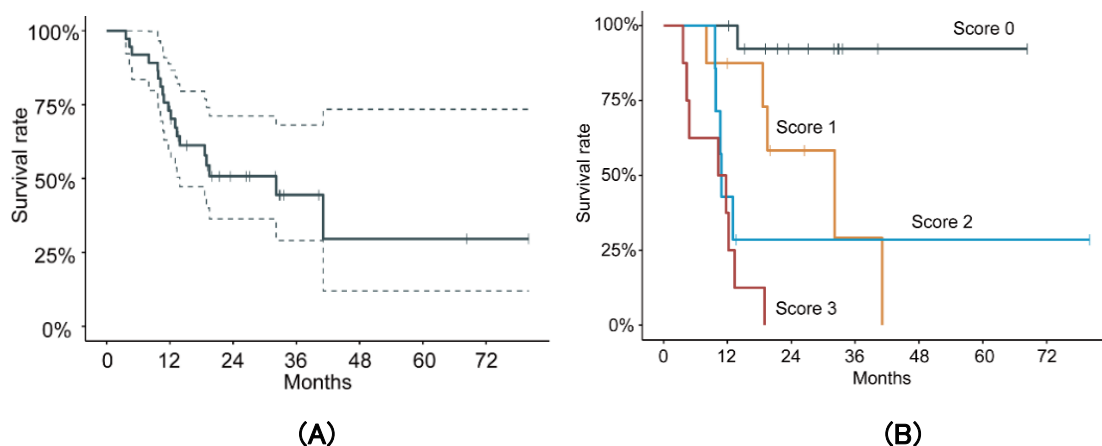 100%
75%
50%
25%
0%
Survival rate
0 12 24 36 48 60 72
Months
(A)
100%
75%
50%
25%
0%
Survival rate
Score 0
Score 1
Score 2
Score 3
0 12 24 36 48 60 72
Months
(B)